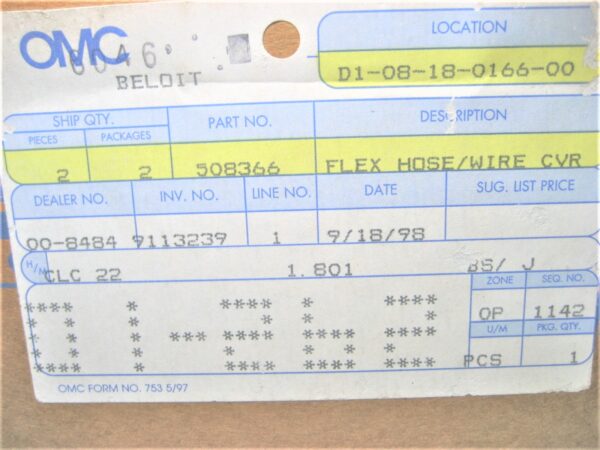 OMC
BELOIT
LOCATION
D1-08-18-0166-00
SHIP QTY.
PIECES PACKAGES PART NO. DESCRIPTION
2 2 508366 FLEX HOSE/WIRE CVR
DEALER NO. INV. NO. LINE NO. DATE SUG. LIST PRICE
00-8484 9113239 1 9/18/98
H/M CLC 22 1.801 BS/ J
ZONE SEQ. NO.
OP 1142
U/M PKG. QTY.
PCS 1
OMC FORM NO. 753 5/97